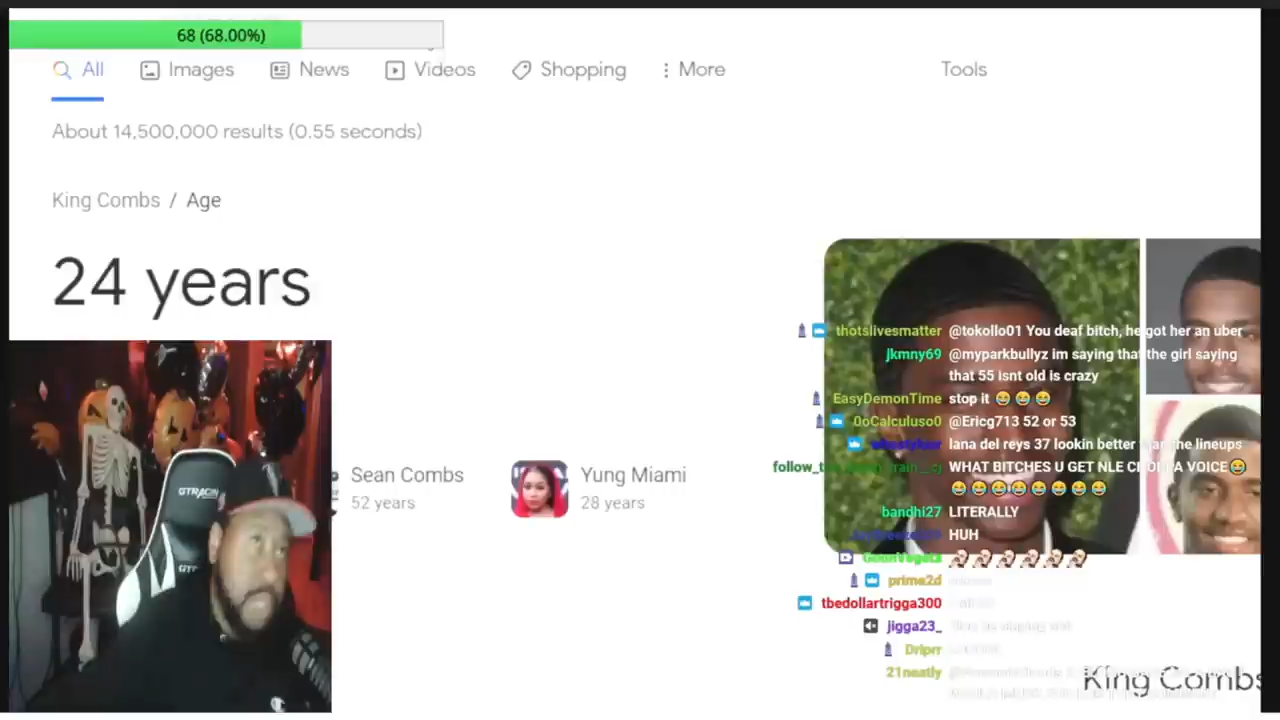 68 (68.00%)
All Images News Videos Shopping More Tools
About 14,500,000 results (0.55 seconds)
King Combs / Age
24 years
Sean Combs
52 years
Yung Miami
28 years
GTRACING
thotslivesmatter @tokollo01 You deaf bitch, he got her an uber
jkmny69 @myparkbullyz im saying that the girl saying
that 55 isnt old is crazy
EasyDemonTime stop it 😂 😂 😂
0oCalculuso0 @Ericg713 52 or 53
lana del reys 37 lookin better than the lineups
WHAT BITCHES U GET NLE CHOPPA VOICE😂
😂😂😂😂😂😂😂
bandhi27 LITERALLY
HUH
prima2d
tbedollartrigga300
jigga23_
Driprr
21neatly
King Combs